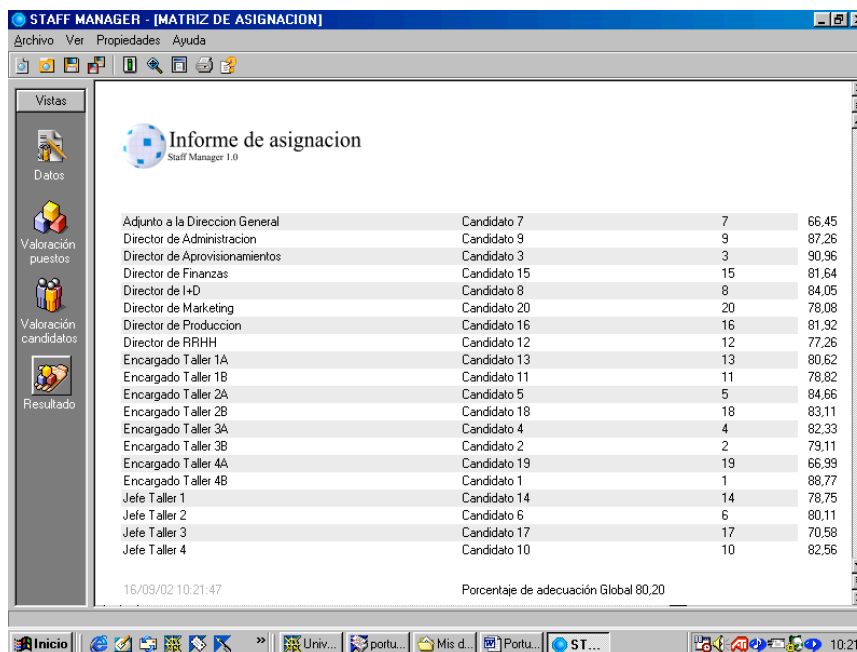 STAFF MANAGER - [MATRIZ DE ASIGNACION]
Archivo Ver Propiedades Ayuda
Vistas
Datos
Valoración
puestos
Valoración
candidatos
Resultado
Informe de asignacion
Staff Manager 1.0
Adjunto a la Direccion General Candidato 7 7 66,45
Director de Administracion Candidato 9 9 87,26
Director de Aprovisionamientos Candidato 3 3 90,96
Director de Finanzas Candidato 15 15 81,64
Director de I+D Candidato 8 8 84,05
Director de Marketing Candidato 20 20 78,08
Director de Produccion Candidato 16 16 81,92
Director de RRHH Candidato 12 12 77,26
Encargado Taller 1A Candidato 13 13 80,62
Encargado Taller 1B Candidato 11 11 78,82
Encargado Taller 2A Candidato 5 5 84,66
Encargado Taller 2B Candidato 18 18 83,11
Encargado Taller 3A Candidato 4 4 82,33
Encargado Taller 3B Candidato 2 2 79,11
Encargado Taller 4A Candidato 19 19 66,99
Encargado Taller 4B Candidato 1 1 88,77
Jefe Taller 1 Candidato 14 14 78,75
Jefe Taller 2 Candidato 6 6 80,11
Jefe Taller 3 Candidato 17 17 70,58
Jefe Taller 4 Candidato 10 10 82,56
16/09/02 10:21:47 Porcentaje de adecuación Global 80,20
Inicio » Univ... portu... Mis d... Portu... ST... 10:21